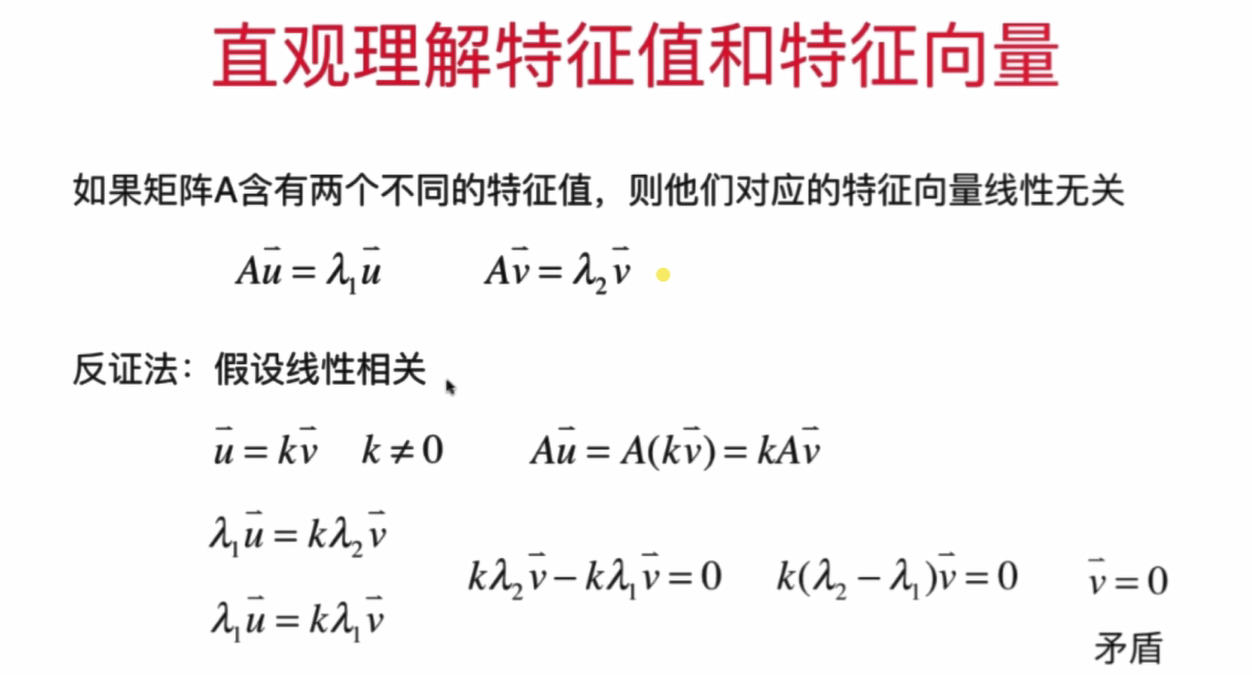 直观理解特征值和特征向量
如果矩阵A含有两个不同的特征值，则他们对应的特征向量线性无关
$A\vec{u} = \lambda_1 \vec{u}$ $A\vec{v} = \lambda_2 \vec{v}$
反证法：假设线性相关
$\vec{u} = k\vec{v}$ $k \neq 0$ $A\vec{u} = A(k\vec{v}) = kA\vec{v}$
$\lambda_1 \vec{u} = k\lambda_2 \vec{v}$
$\lambda_1 \vec{u} = k\lambda_1 \vec{v}$
$k\lambda_2 \vec{v} - k\lambda_1 \vec{v} = 0$ $k(\lambda_2 - \lambda_1)\vec{v} = 0$ $\vec{v} = 0$
矛盾